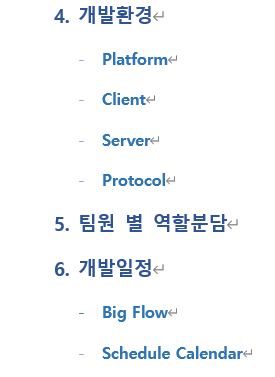 4. 개발환경
- Platform
- Client
- Server
- Protocol
5. 팀원 별 역할분담
6. 개발일정
- Big Flow
- Schedule Calendar